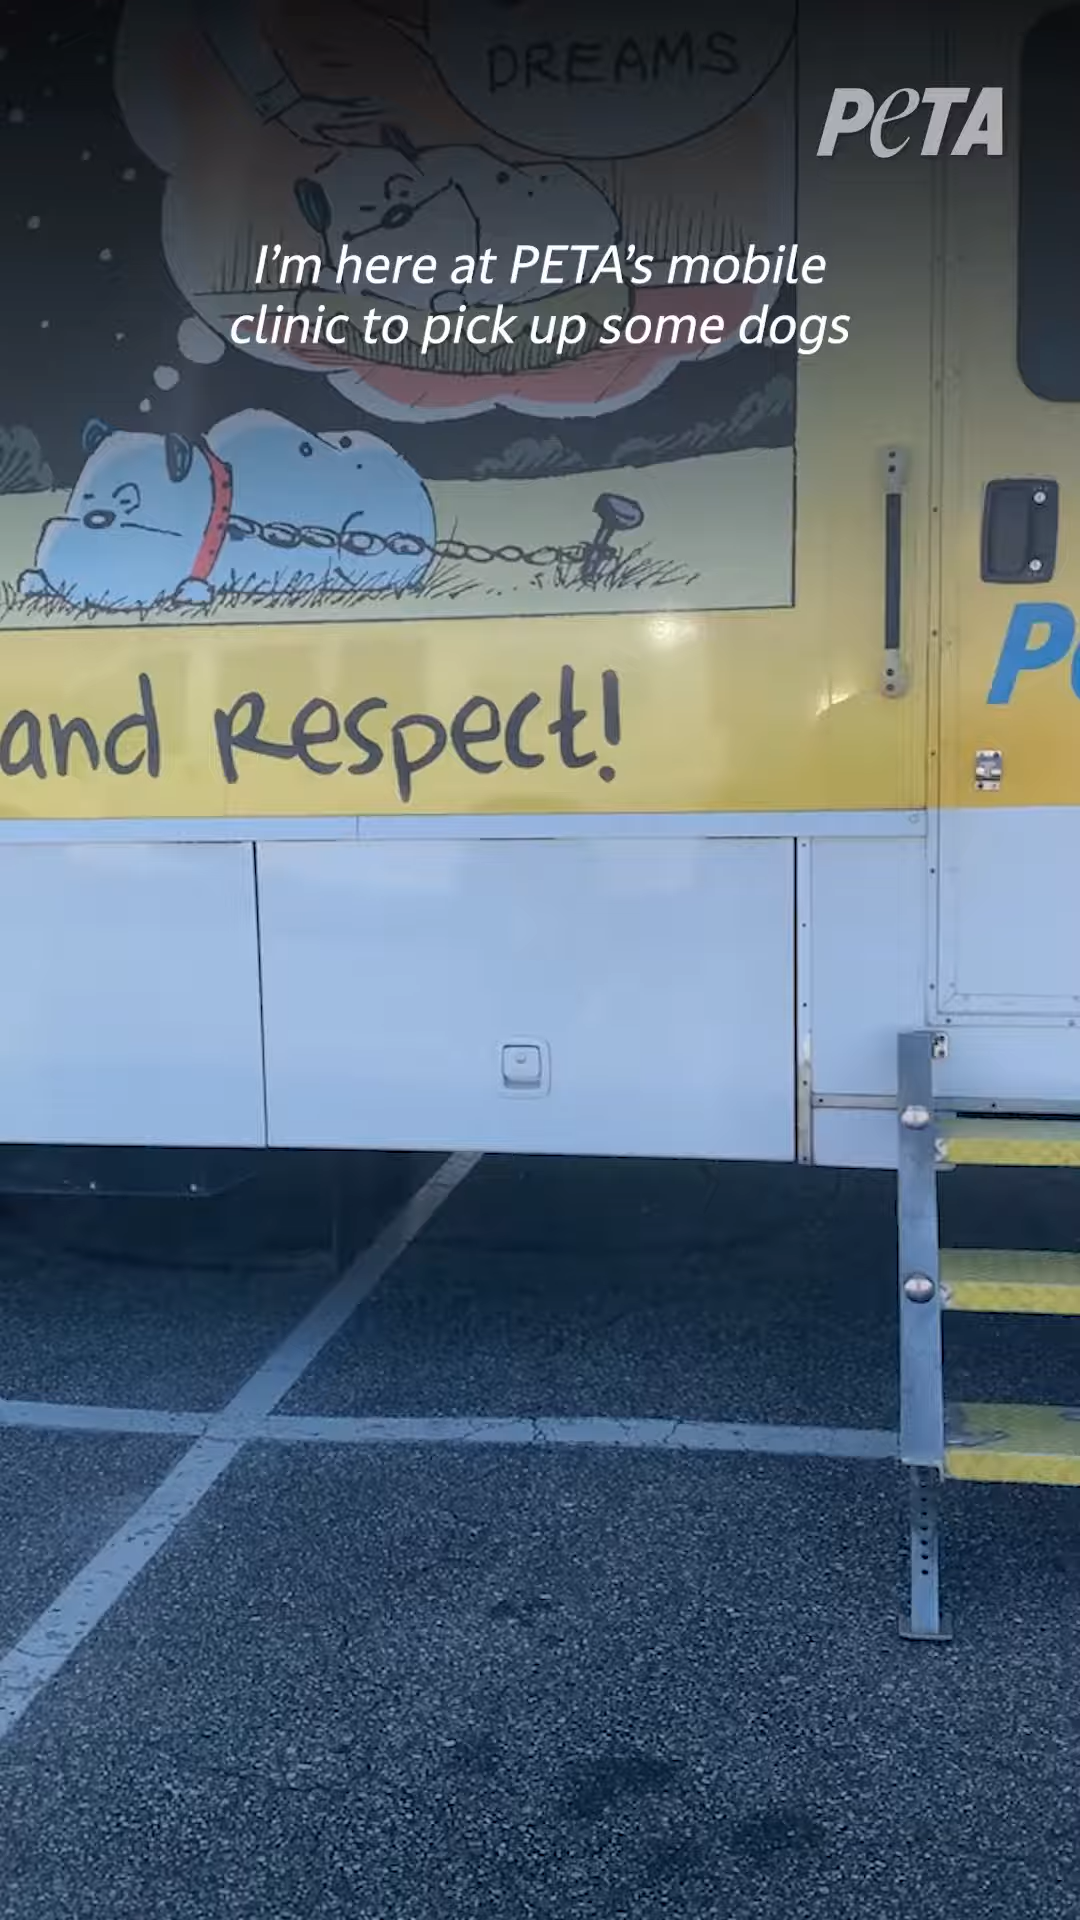 DREAMS
PETA
I'm here at PETA's mobile
clinic to pick up some dogs
and Respect!